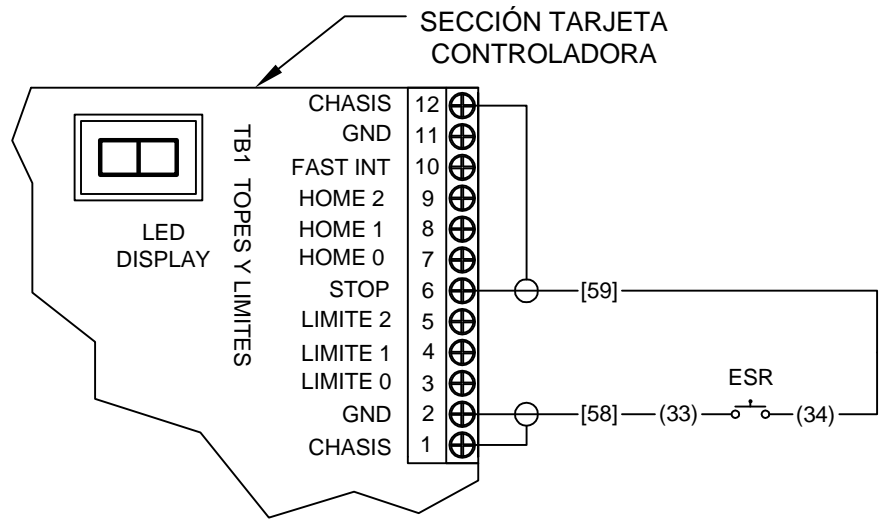 SECCIÓN TARJETA
CONTROLADORA
CHASIS 12
GND 11
FAST INT 10
HOME 2 9
HOME 1 8
HOME 0 7
STOP 6
LIMITE 2 5
LIMITE 1 4
LIMITE 0 3
GND 2
CHASIS 1
TB1 TOPES Y LIMITES
LED
DISPLAY
[59]
ESR
[58] (33) (34)